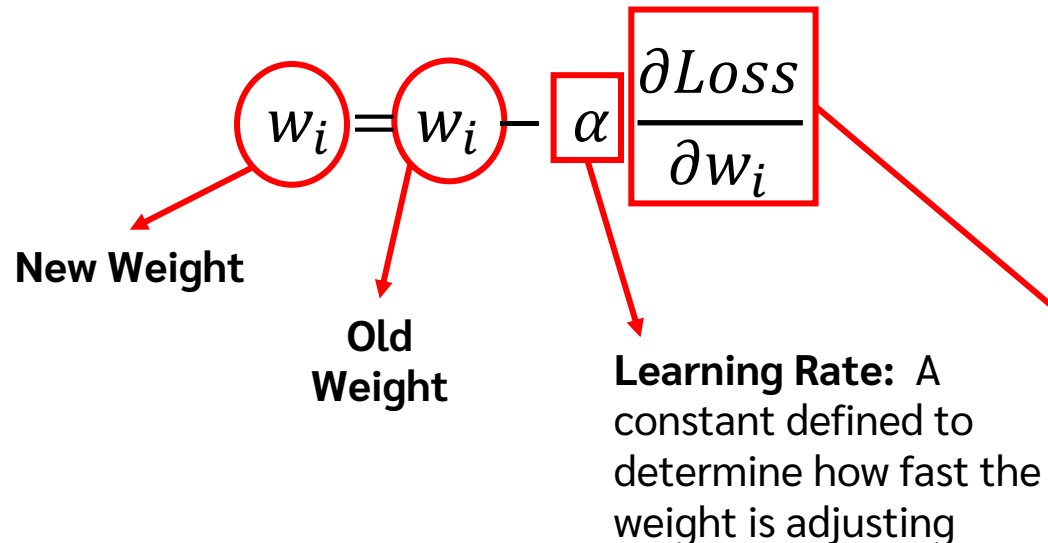 wᵢ = wᵢ − α ∂Loss/∂wᵢ
New Weight
Old
Weight
Learning Rate: A
constant defined to
determine how fast the
weight is adjusting